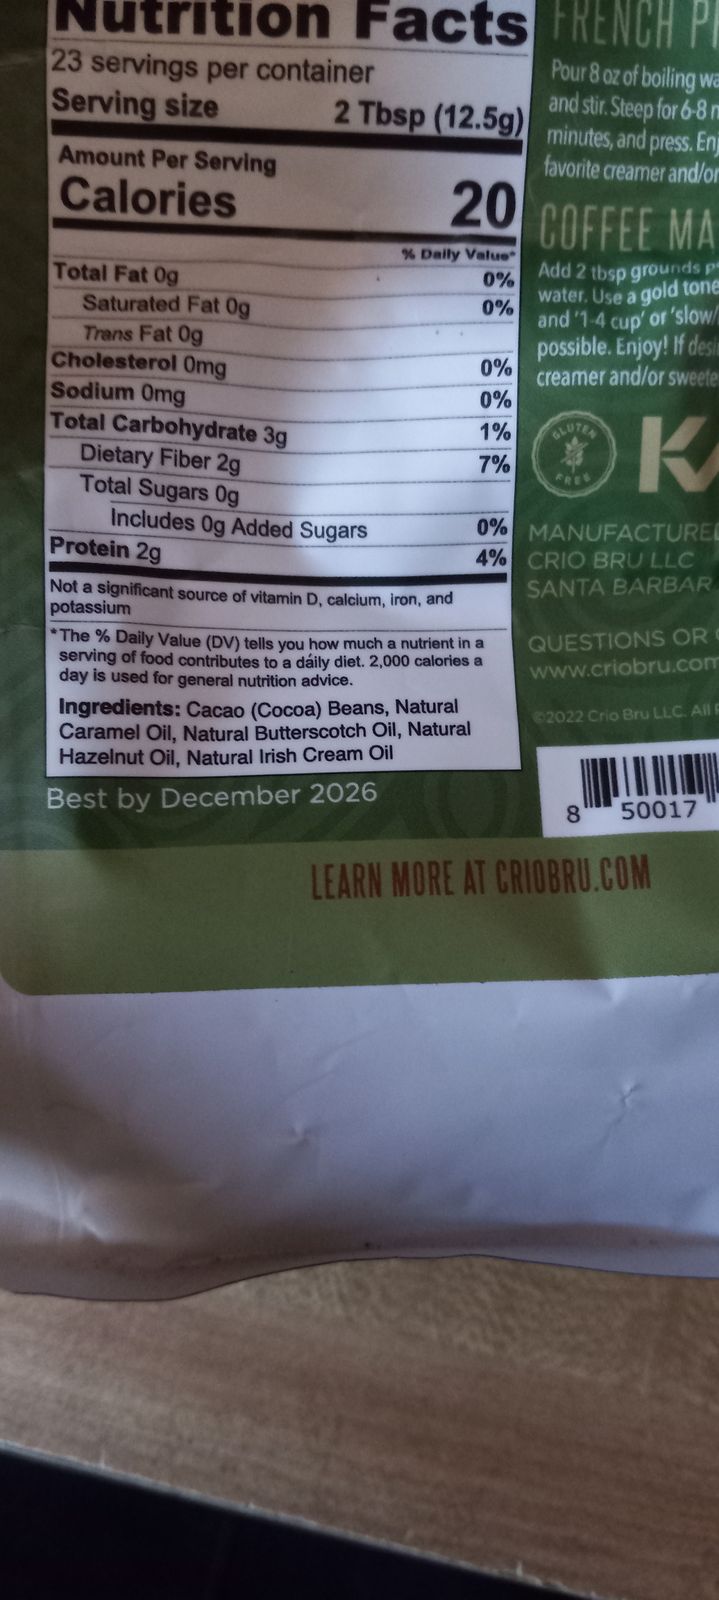 Nutrition Facts
23 servings per container
Serving size 2 Tbsp (12.5g)
Amount Per Serving
Calories 20
% Daily Value*
Total Fat 0g 0%
Saturated Fat 0g 0%
Trans Fat 0g
Cholesterol 0mg 0%
Sodium 0mg 0%
Total Carbohydrate 3g 1%
Dietary Fiber 2g 7%
Total Sugars 0g
Includes 0g Added Sugars 0%
Protein 2g 4%
Not a significant source of vitamin D, calcium, iron, and
potassium
*The % Daily Value (DV) tells you how much a nutrient in a
serving of food contributes to a daily diet. 2,000 calories a
day is used for general nutrition advice.
Ingredients: Cacao (Cocoa) Beans, Natural
Caramel Oil, Natural Butterscotch Oil, Natural
Hazelnut Oil, Natural Irish Cream Oil
Best by December 2026
FRENCH
Pour 8 oz of boiling
and stir. Steep for 6-8
minutes, and press.
favorite creamer and/or
COFFEE
Add 2 tbsp grounds
water. Use a gold tone
and '1-4 cup' or 'slow/
possible. Enjoy! If
creamer and/or
GLUTEN
FREE
MANUFACTURE
CRIO BRU LLC
SANTA BARBAR
QUESTIONS OR
www.criobru.com
©2022 Crio Bru LLC. All
8 50017
LEARN MORE AT CRIOBRU.COM